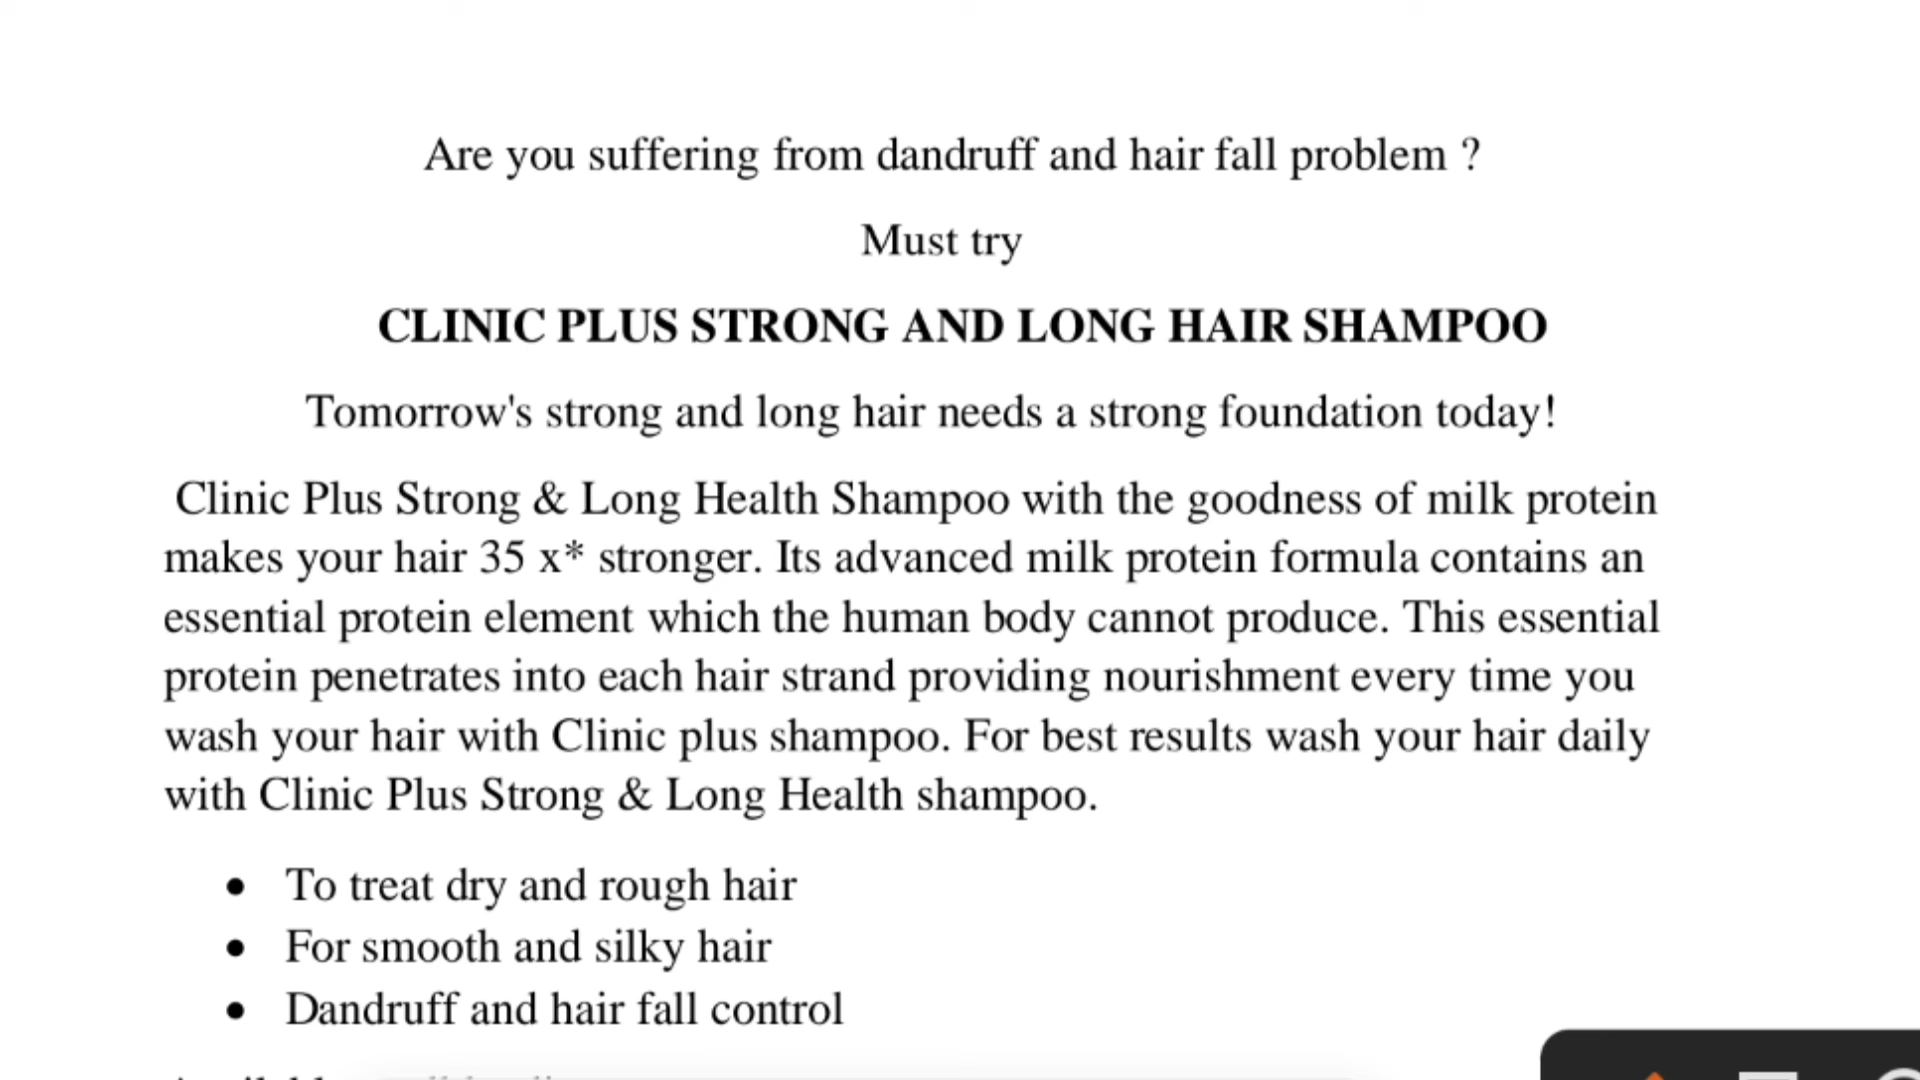 Are you suffering from dandruff and hair fall problem ?
Must try
CLINIC PLUS STRONG AND LONG HAIR SHAMPOO
Tomorrow's strong and long hair needs a strong foundation today!
Clinic Plus Strong & Long Health Shampoo with the goodness of milk protein
makes your hair 35 x* stronger. Its advanced milk protein formula contains an
essential protein element which the human body cannot produce. This essential
protein penetrates into each hair strand providing nourishment every time you
wash your hair with Clinic plus shampoo. For best results wash your hair daily
with Clinic Plus Strong & Long Health shampoo.
• To treat dry and rough hair
• For smooth and silky hair
• Dandruff and hair fall control